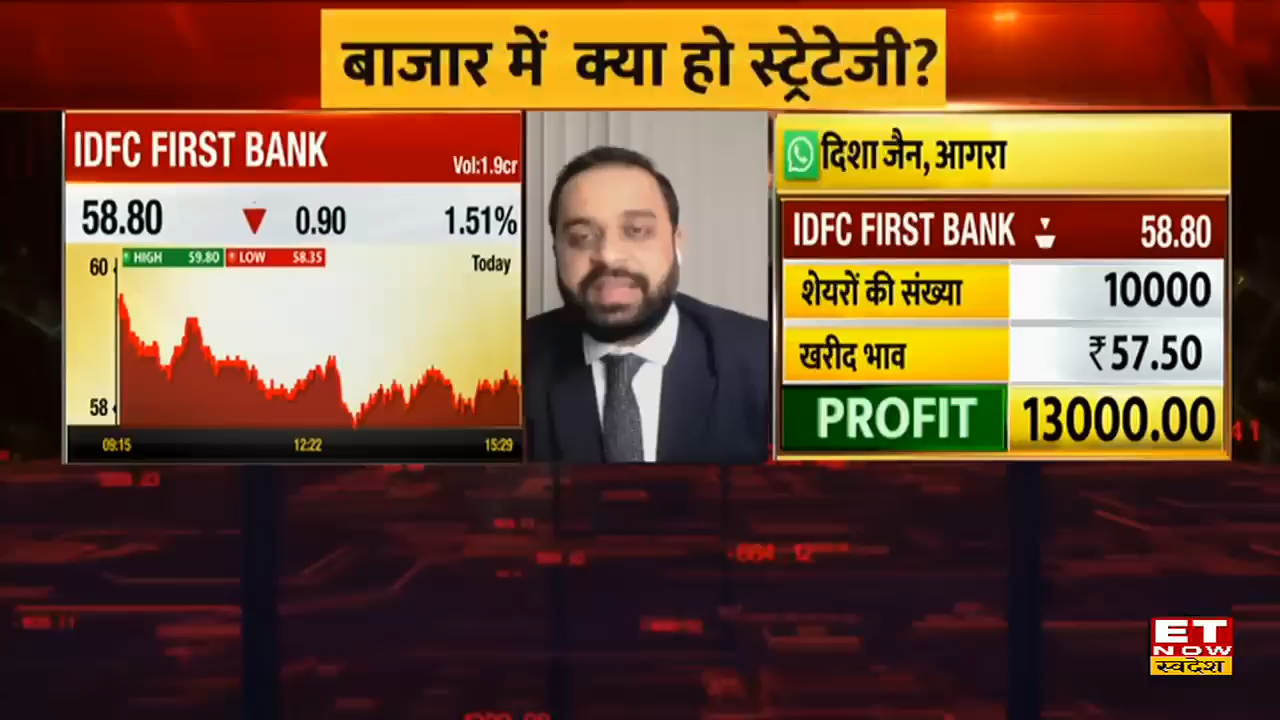 बाजार में क्या हो स्ट्रेटेजी?
IDFC FIRST BANK
Vol:1.9cr
58.80 ▼ 0.90 1.51%
HIGH 59.80 LOW 58.35
Today
60
58
09:15 12:22 15:29
दिशा जैन, आगरा
IDFC FIRST BANK 58.80
शेयरों की संख्या 10000
खरीद भाव ₹57.50
PROFIT 13000.00
ET
NOW
स्वदेश